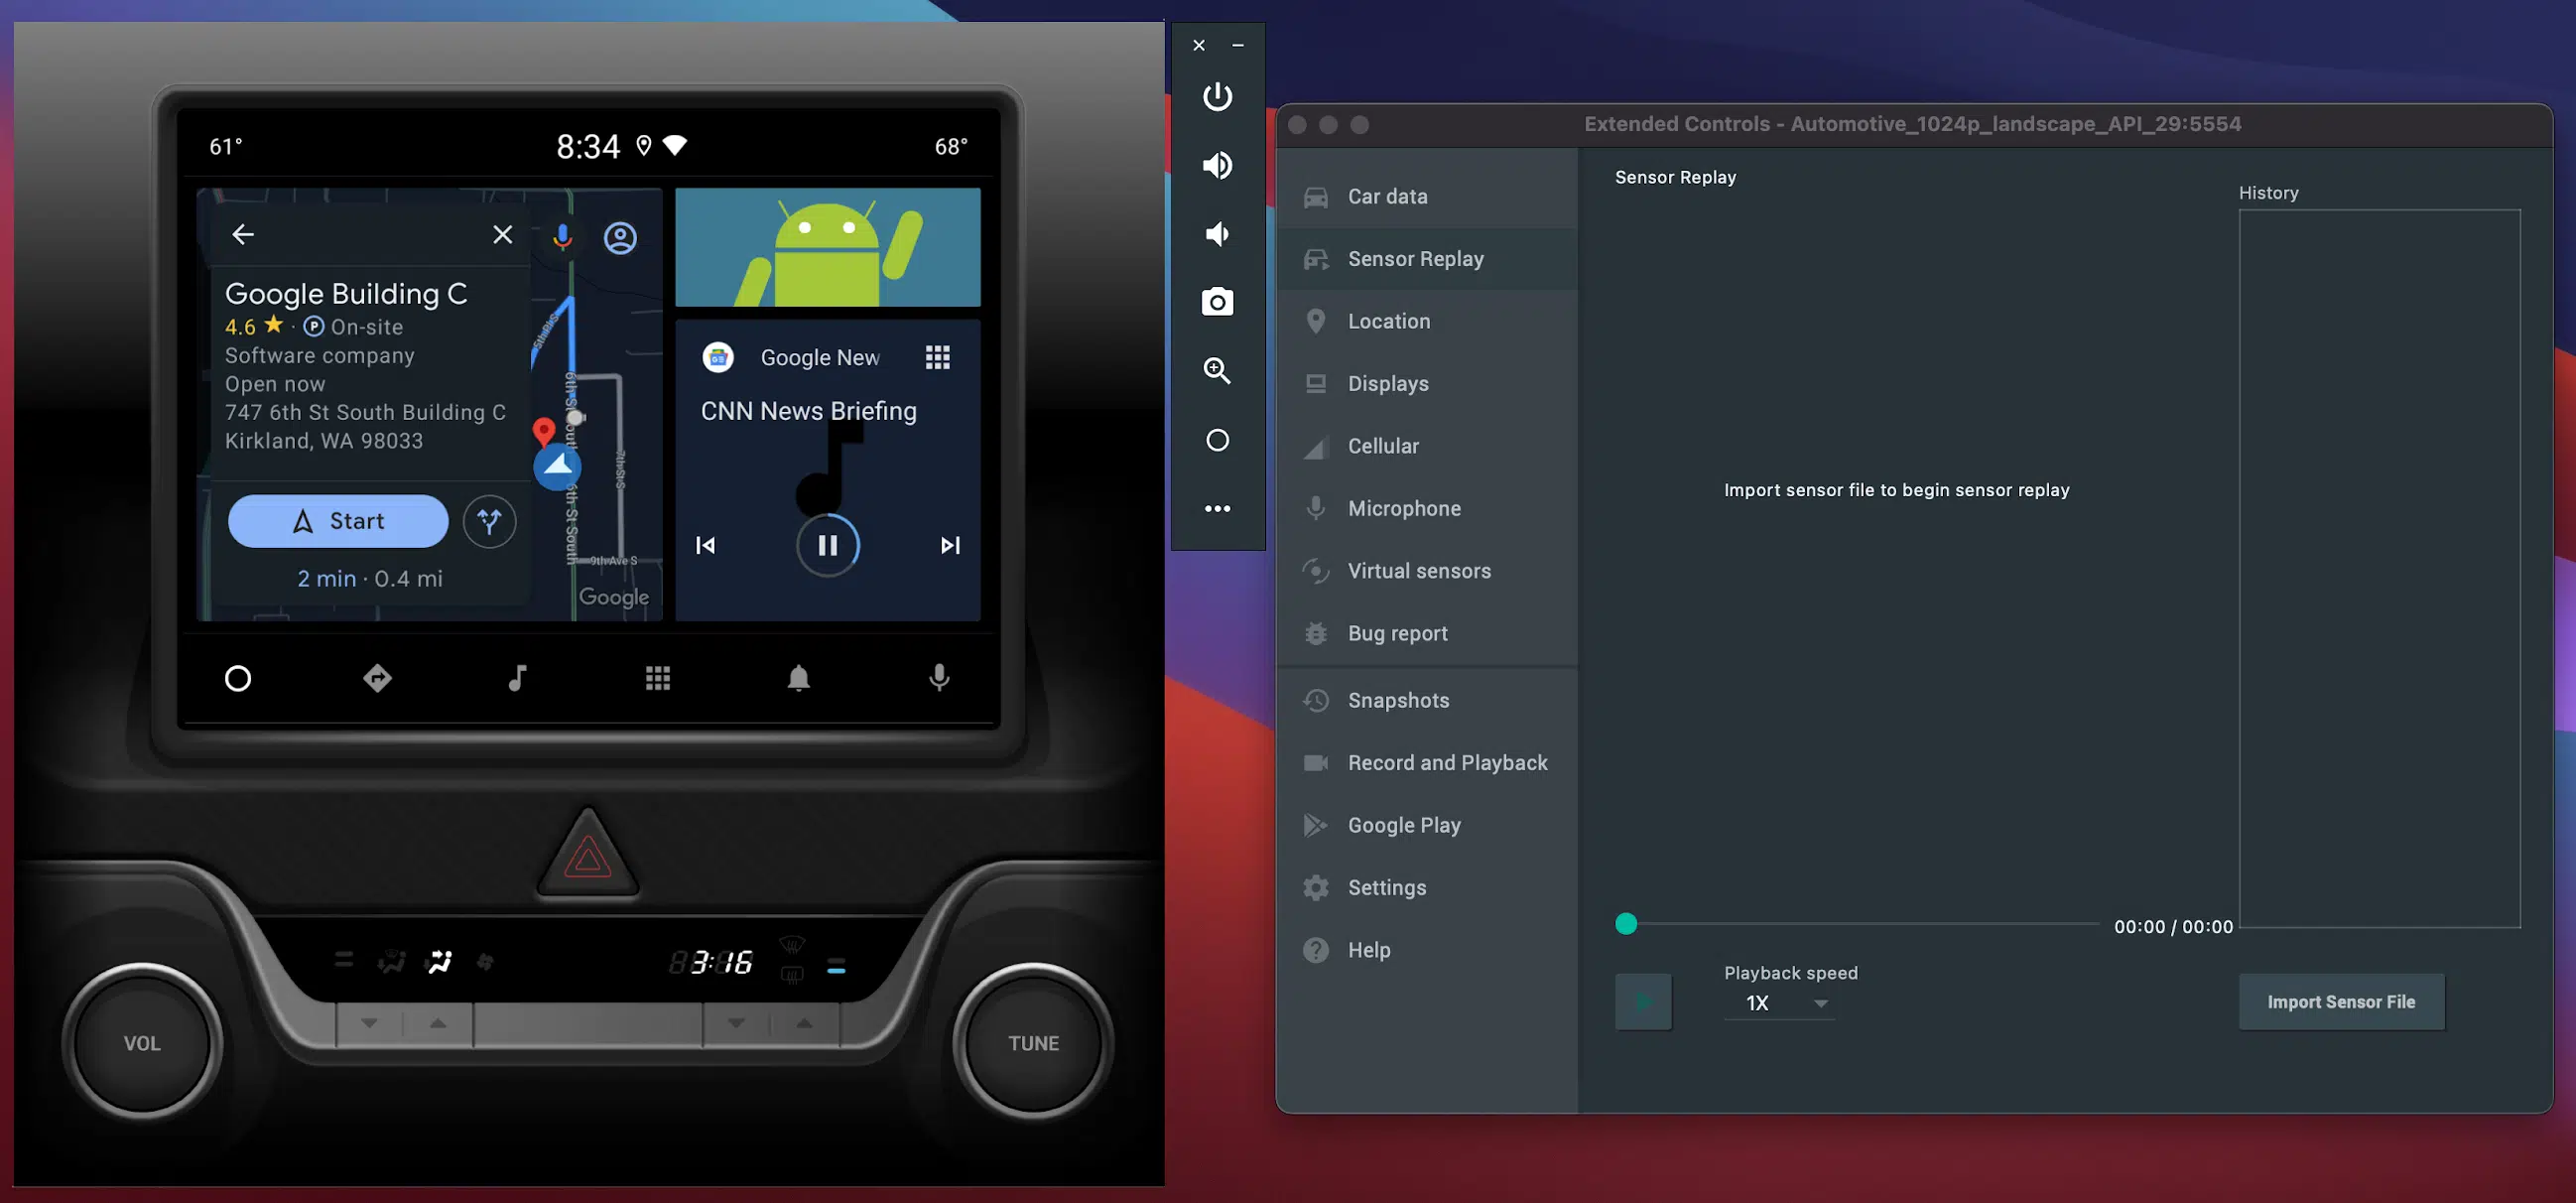 61°
8:34
68°
Google Building C
4.6 ★ · P On-site
Software company
Open now
747 6th St South Building C
Kirkland, WA 98033
Start
2 min · 0.4 mi
5th Pl S
6th St South
6th St South
7th St S
9th Ave S
Google
Google New
CNN News Briefing
3:16
VOL
TUNE
Extended Controls - Automotive_1024p_landscape_API_29:5554
Car data
Sensor Replay
Location
Displays
Cellular
Microphone
Virtual sensors
Bug report
Snapshots
Record and Playback
Google Play
Settings
Help
Sensor Replay
History
Import sensor file to begin sensor replay
00:00 / 00:00
Playback speed
1X
Import Sensor File